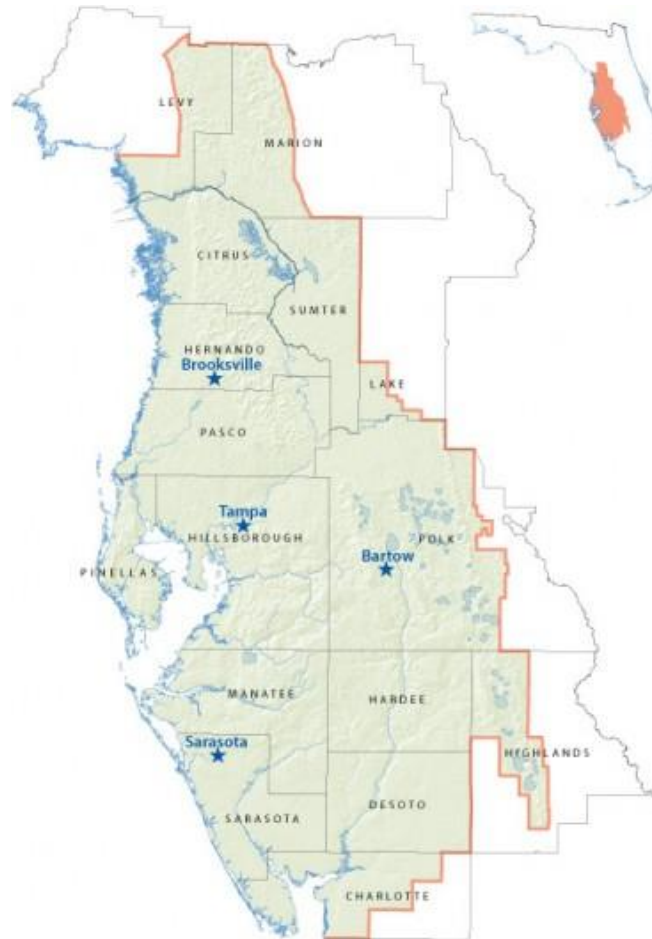 LEVY
MARION
CITRUS
SUMTER
HERNANDO
Brooksville
LAKE
PASCO
Tampa
HILLSBOROUGH
POLK
Bartow
PINELLAS
MANATEE
HARDEE
Sarasota
HIGHLANDS
DESOTO
SARASOTA
CHARLOTTE